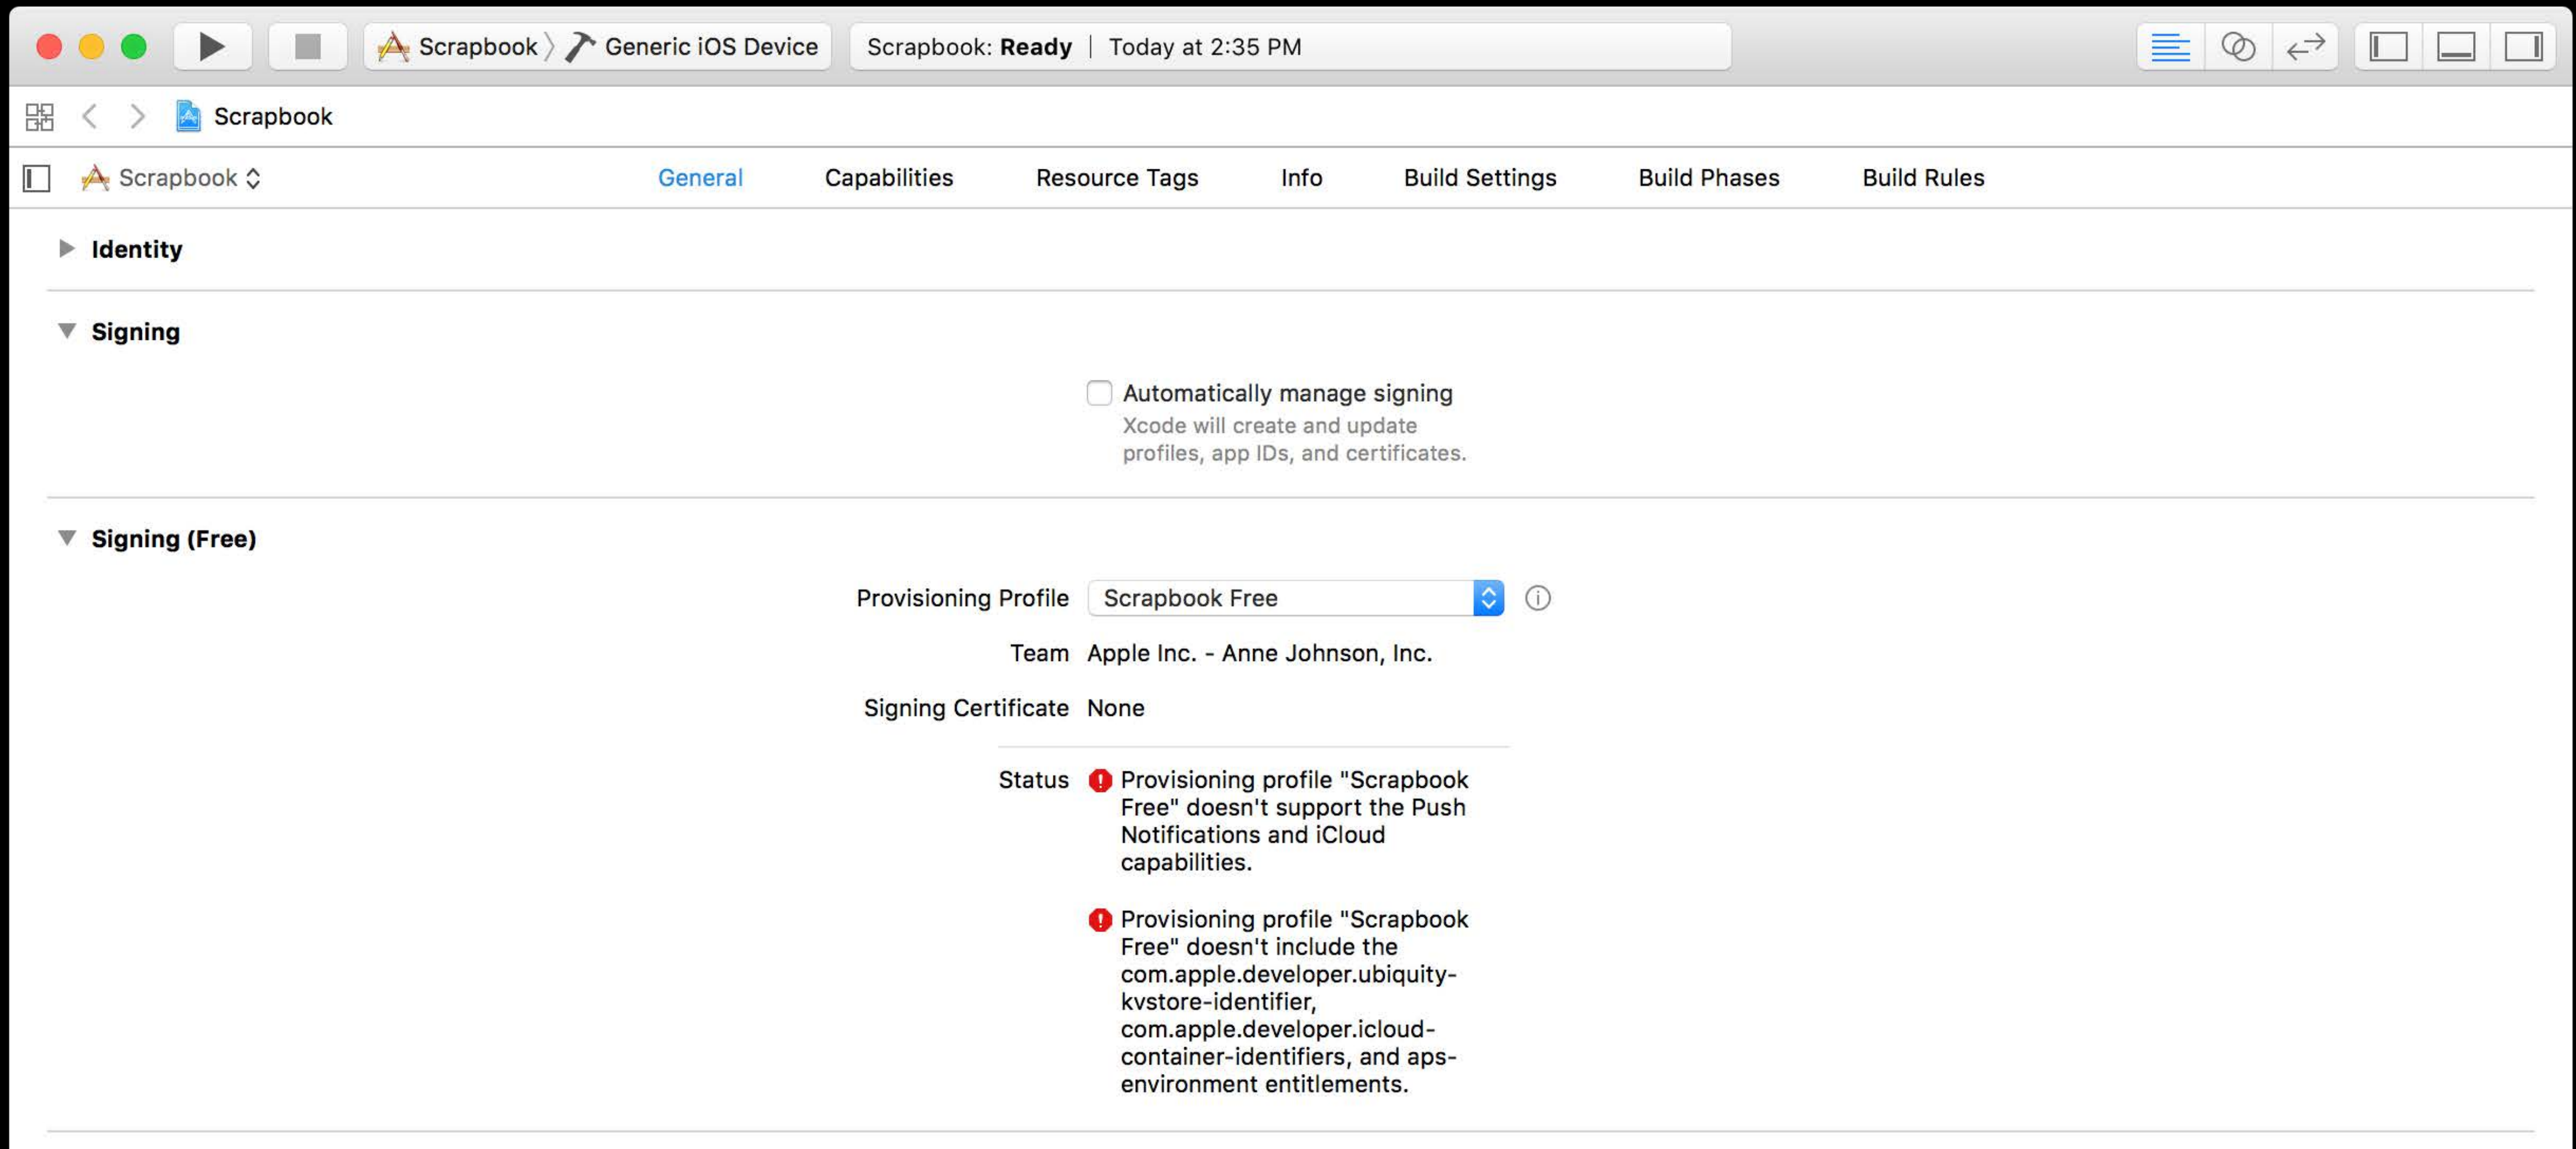 Scrapbook Generic iOS Device Scrapbook: Ready | Today at 2:35 PM
Scrapbook
Scrapbook General Capabilities Resource Tags Info Build Settings Build Phases Build Rules
Identity
Signing
Automatically manage signing
Xcode will create and update
profiles, app IDs, and certificates.
Signing (Free)
Provisioning Profile Scrapbook Free
Team Apple Inc. - Anne Johnson, Inc.
Signing Certificate None
Status Provisioning profile "Scrapbook
Free" doesn't support the Push
Notifications and iCloud
capabilities.
Provisioning profile "Scrapbook
Free" doesn't include the
com.apple.developer.ubiquity-
kvstore-identifier,
com.apple.developer.icloud-
container-identifiers, and aps-
environment entitlements.